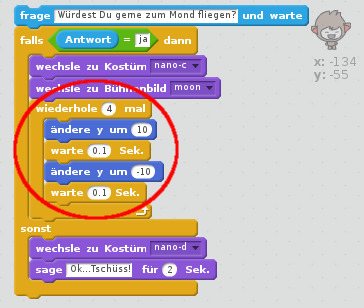 frage Würdest Du gerne zum Mond fliegen? und warte
falls Antwort = ja dann
wechsle zu Kostüm nano-c
x: -134
wechsle zu Bühnenbild moon
y: -55
wiederhole 4 mal
ändere y um 10
warte 0.1 Sek.
ändere y um -10
warte 0.1 Sek.
sonst
wechsle zu Kostüm nano-d
sage Ok...Tschüss! für 2 Sek.